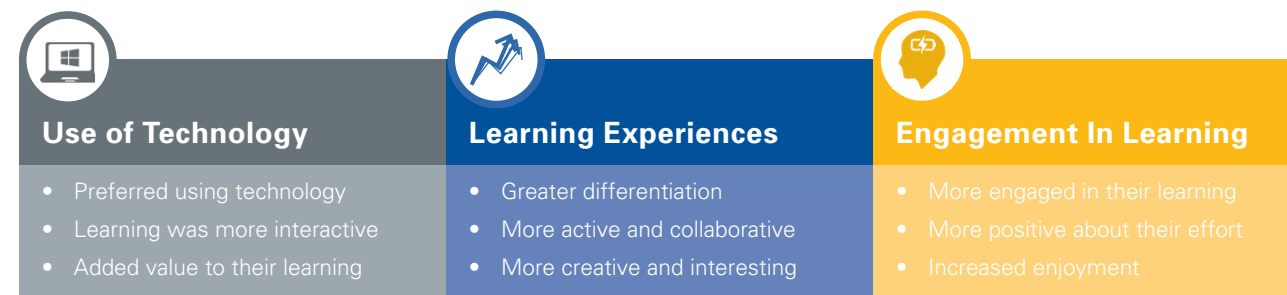 Use of Technology
• Preferred using technology
• Learning was more interactive
• Added value to their learning
Learning Experiences
• Greater differentiation
• More active and collaborative
• More creative and interesting
Engagement In Learning
• More engaged in their learning
• More positive about their effort
• Increased enjoyment